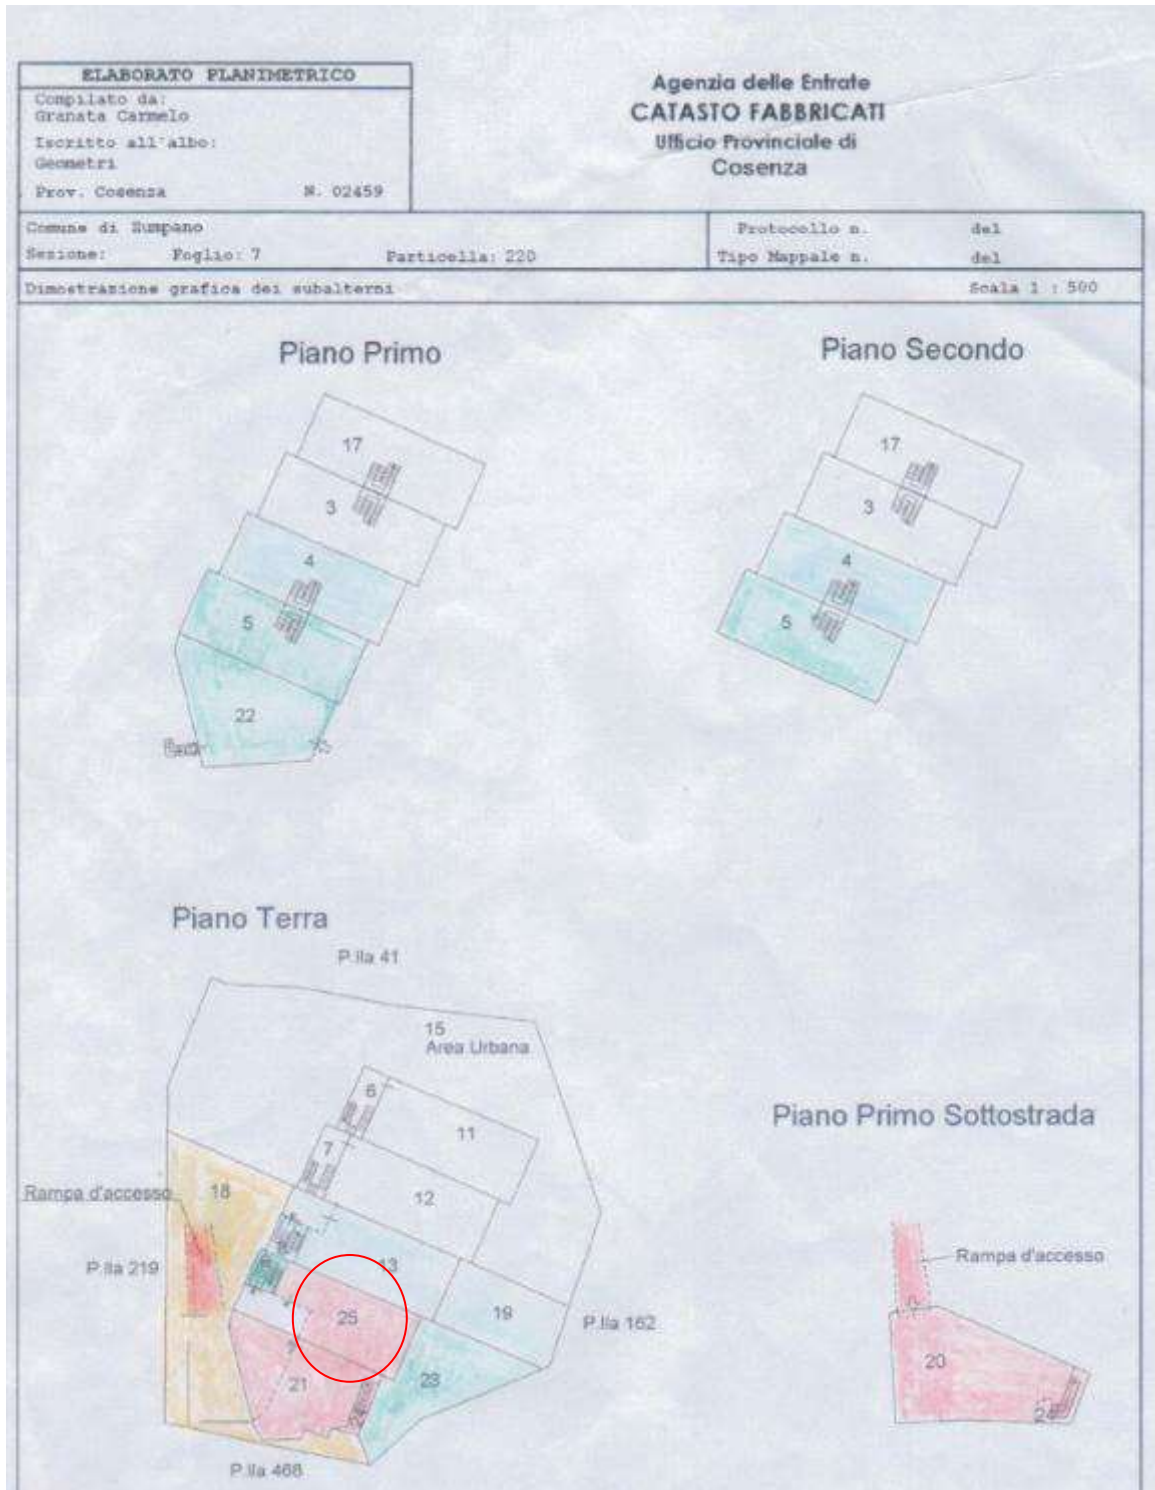 ELABORATO PLANIMETRICO
Compilato da:
Granata Carmelo
Iscritto all'albo:
Geometri
Prov. Cosenza N. 02459
Agenzia delle Entrate
CATASTO FABBRICATI
Ufficio Provinciale di
Cosenza
Comune di Zumpano
Sezione: Foglio: 7 Particella: 220
Protocollo n. del
Tipo Mappale n. del
Dimostrazione grafica dei subalterni Scala 1 : 500
Piano Primo
17
3
4
5
22
Piano Secondo
17
3
4
5
Piano Terra
P.lla 41
15
Area Urbana
6
11
7
12
18
Rampa d'accesso
13
P.lla 219
25
19
P.lla 162
21
23
24
P.lla 468
Piano Primo Sottostrada
Rampa d'accesso
20
24